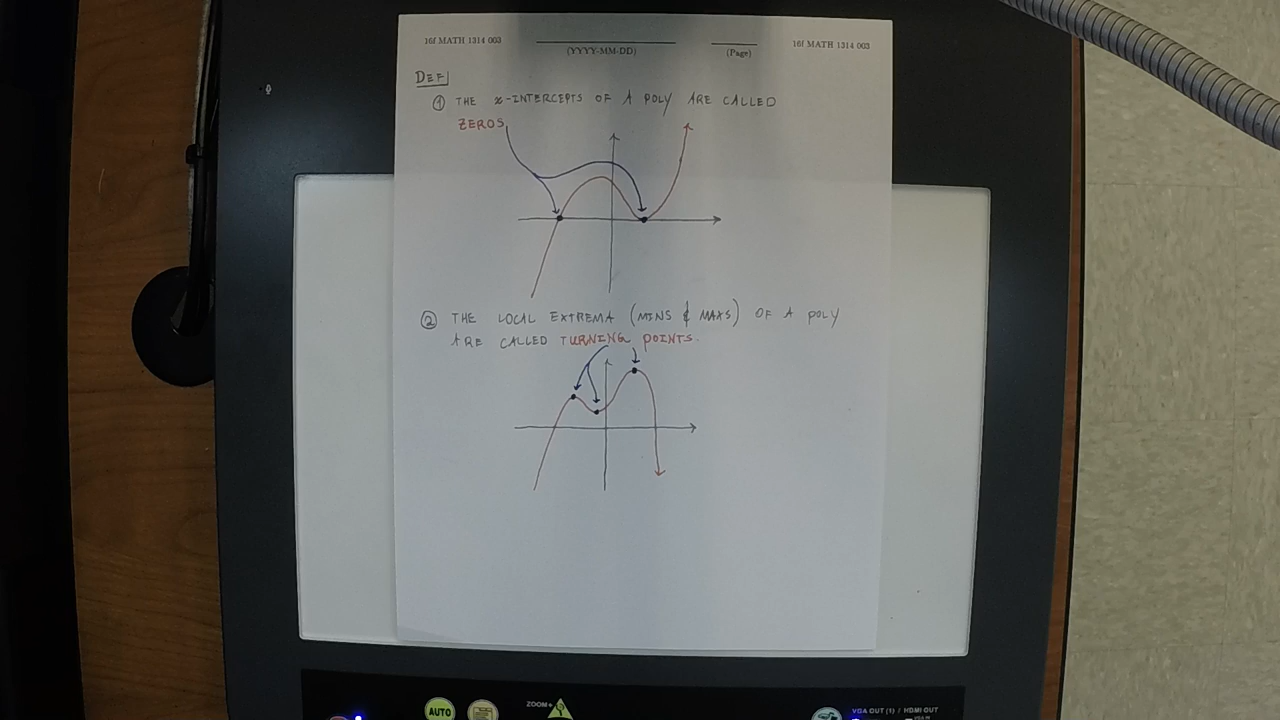 16f MATH 1314 003
(YYYY-MM-DD)
(Page)
16f MATH 1314 003
DEF
① THE x-INTERCEPTS OF A POLY ARE CALLED
ZEROS
② THE LOCAL EXTREMA (MINS & MAXS) OF A POLY
ARE CALLED TURNING POINTS.
AUTO
ZOOM
VGA OUT (1) / HDMI OUT